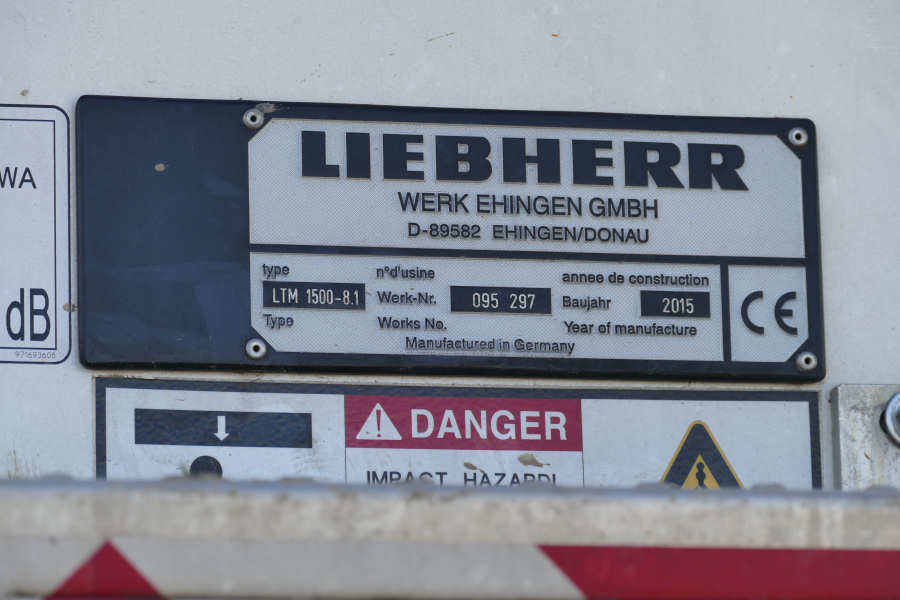 WA
dB
971693606
LIEBHERR
WERK EHINGEN GMBH
D-89582 EHINGEN/DONAU
type n°d'usine annee de construction
LTM 1500-8.1 Werk-Nr. 095 297 Baujahr 2015
Type Works No. Year of manufacture
Manufactured in Germany
CE
DANGER
IMPACT HAZARD!